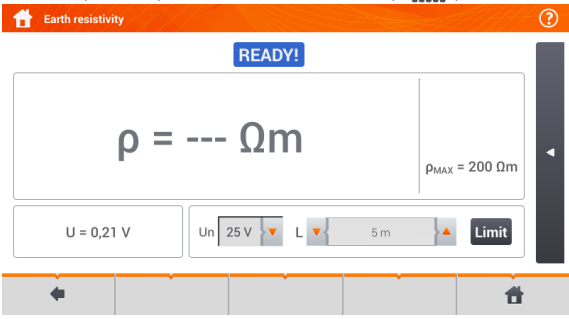 Earth resistivity
READY!
ρ = --- Ωm
ρMAX = 200 Ωm
U = 0,21 V
Un 25 V L 5 m Limit